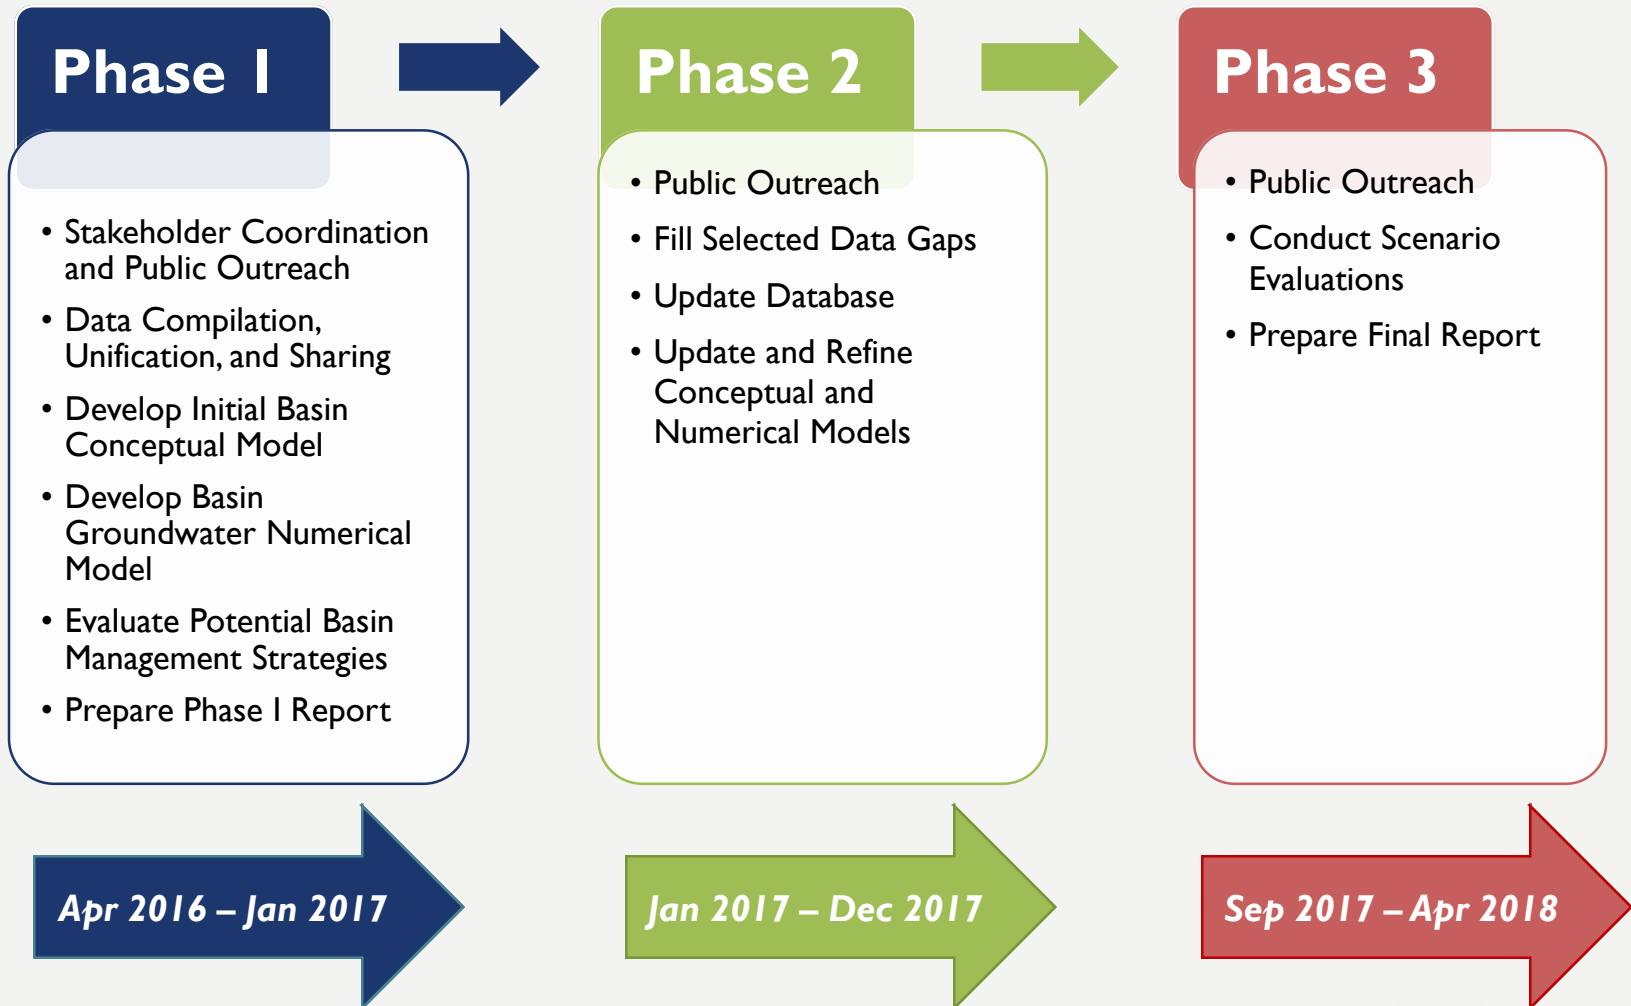 Phase 1
• Stakeholder Coordination
and Public Outreach
• Data Compilation,
Unification, and Sharing
• Develop Initial Basin
Conceptual Model
• Develop Basin
Groundwater Numerical
Model
• Evaluate Potential Basin
Management Strategies
• Prepare Phase 1 Report
Apr 2016 – Jan 2017
Phase 2
• Public Outreach
• Fill Selected Data Gaps
• Update Database
• Update and Refine
Conceptual and
Numerical Models
Jan 2017 – Dec 2017
Phase 3
• Public Outreach
• Conduct Scenario
Evaluations
• Prepare Final Report
Sep 2017 – Apr 2018